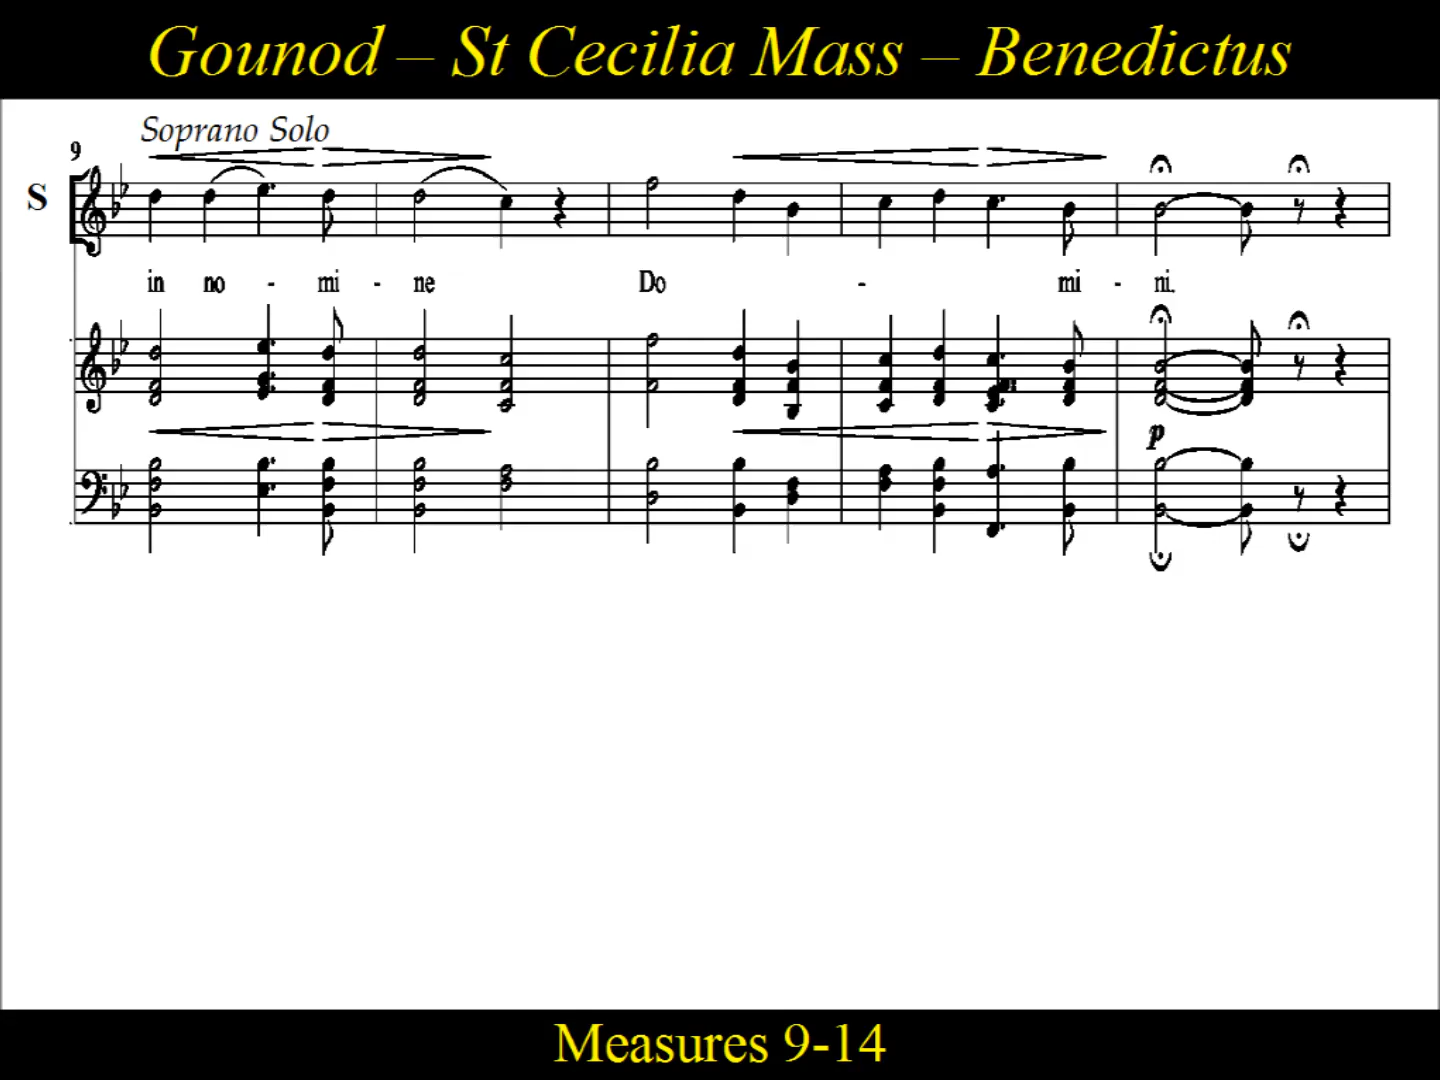 Gounod – St Cecilia Mass – Benedictus
Soprano Solo
9
S
in no - mi - ne Do - mi - ni.
p
Measures 9-14